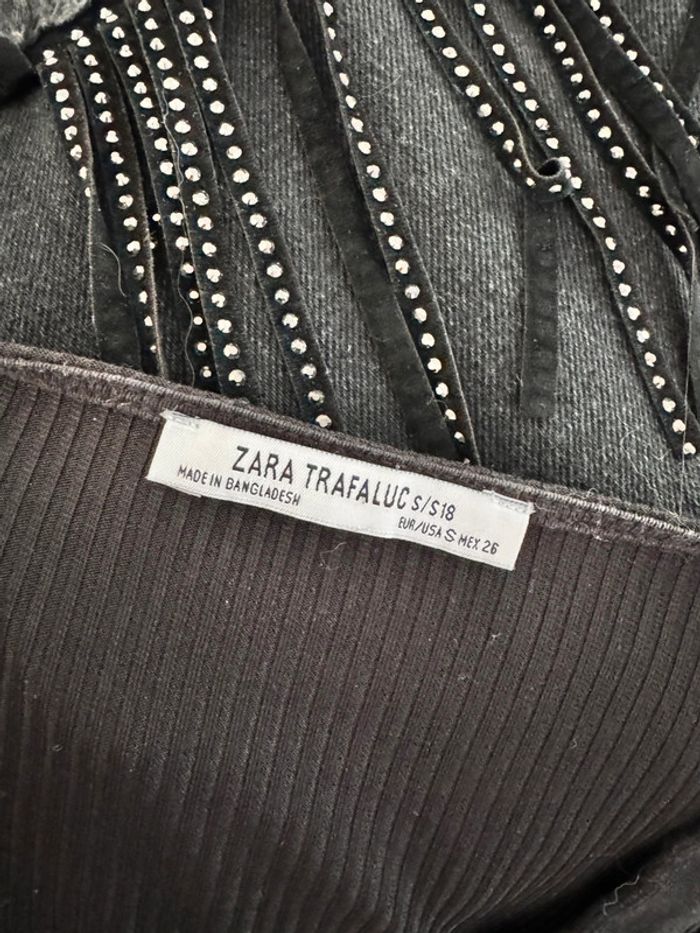 ZARA TRAFALUC S/S18
MADE IN BANGLADESH
EUR/USA S MEX 26